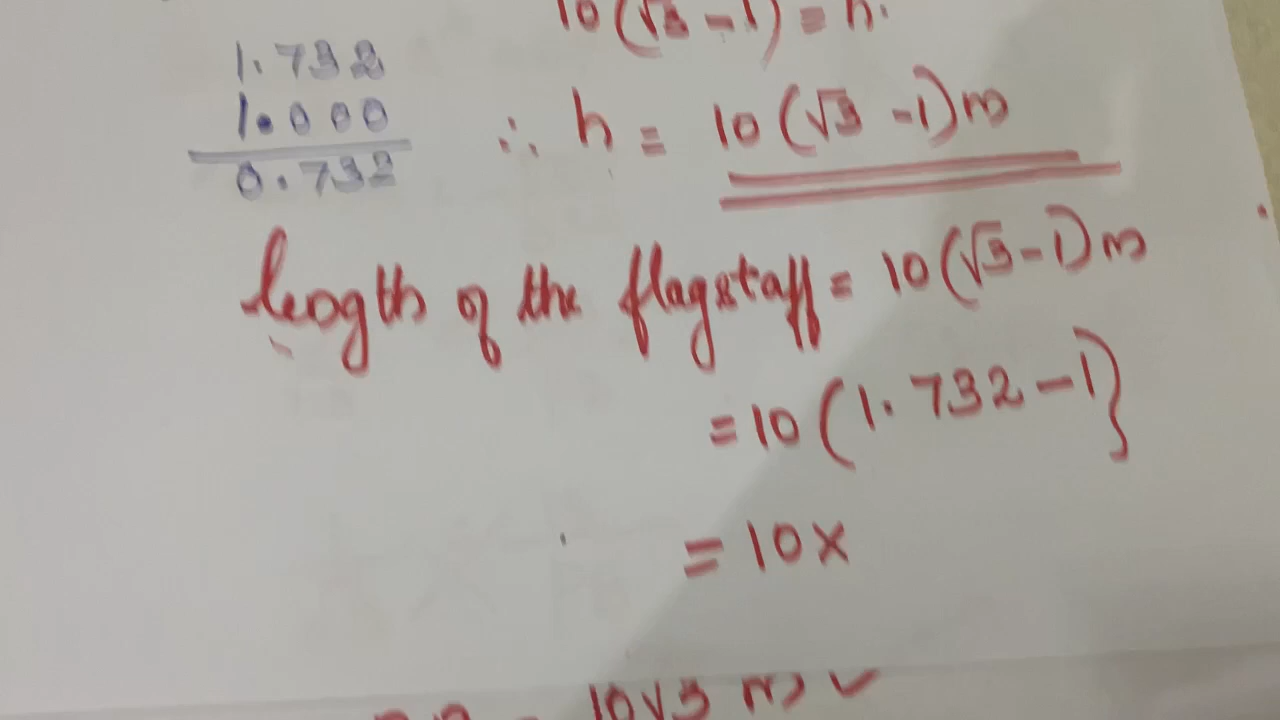 10(√3 - 1) = h.
1.732
1.000
0.732
∴ h = 10(√3 - 1)m
length of the flagstaff = 10(√3 - 1)m
= 10(1.732 - 1)
= 10×
10√3 m